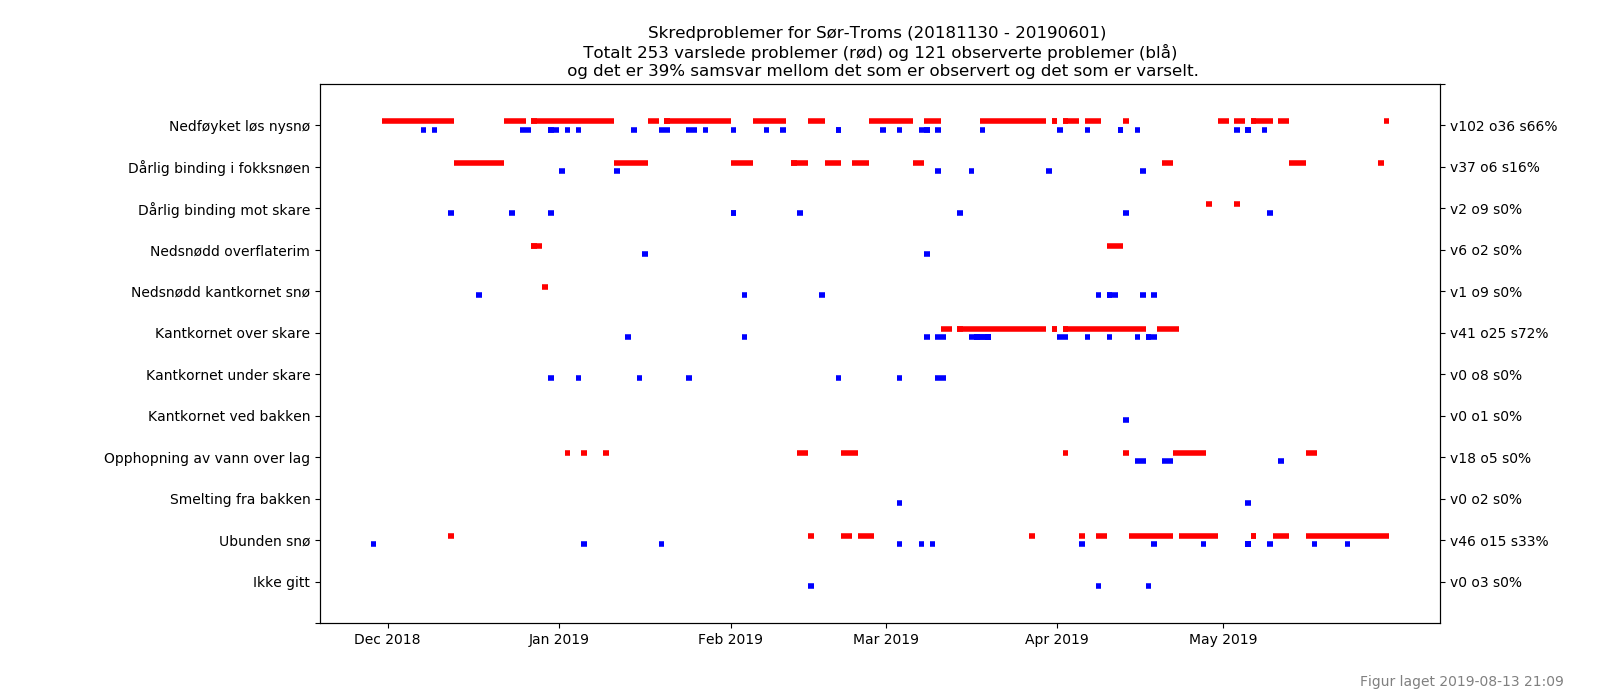 Skredproblemer for Sør-Troms (20181130 - 20190601)
Totalt 253 varslede problemer (rød) og 121 observerte problemer (blå)
og det er 39% samsvar mellom det som er observert og det som er varselt.
Nedføyket løs nysnø v102 o36 s66%
Dårlig binding i fokksnøen v37 o6 s16%
Dårlig binding mot skare v2 o9 s0%
Nedsnødd overflaterim v6 o2 s0%
Nedsnødd kantkornet snø v1 o9 s0%
Kantkornet over skare v41 o25 s72%
Kantkornet under skare v0 o8 s0%
Kantkornet ved bakken v0 o1 s0%
Opphopning av vann over lag v18 o5 s0%
Smelting fra bakken v0 o2 s0%
Ubunden snø v46 o15 s33%
Ikke gitt v0 o3 s0%
Dec 2018 Jan 2019 Feb 2019 Mar 2019 Apr 2019 May 2019
Figur laget 2019-08-13 21:09